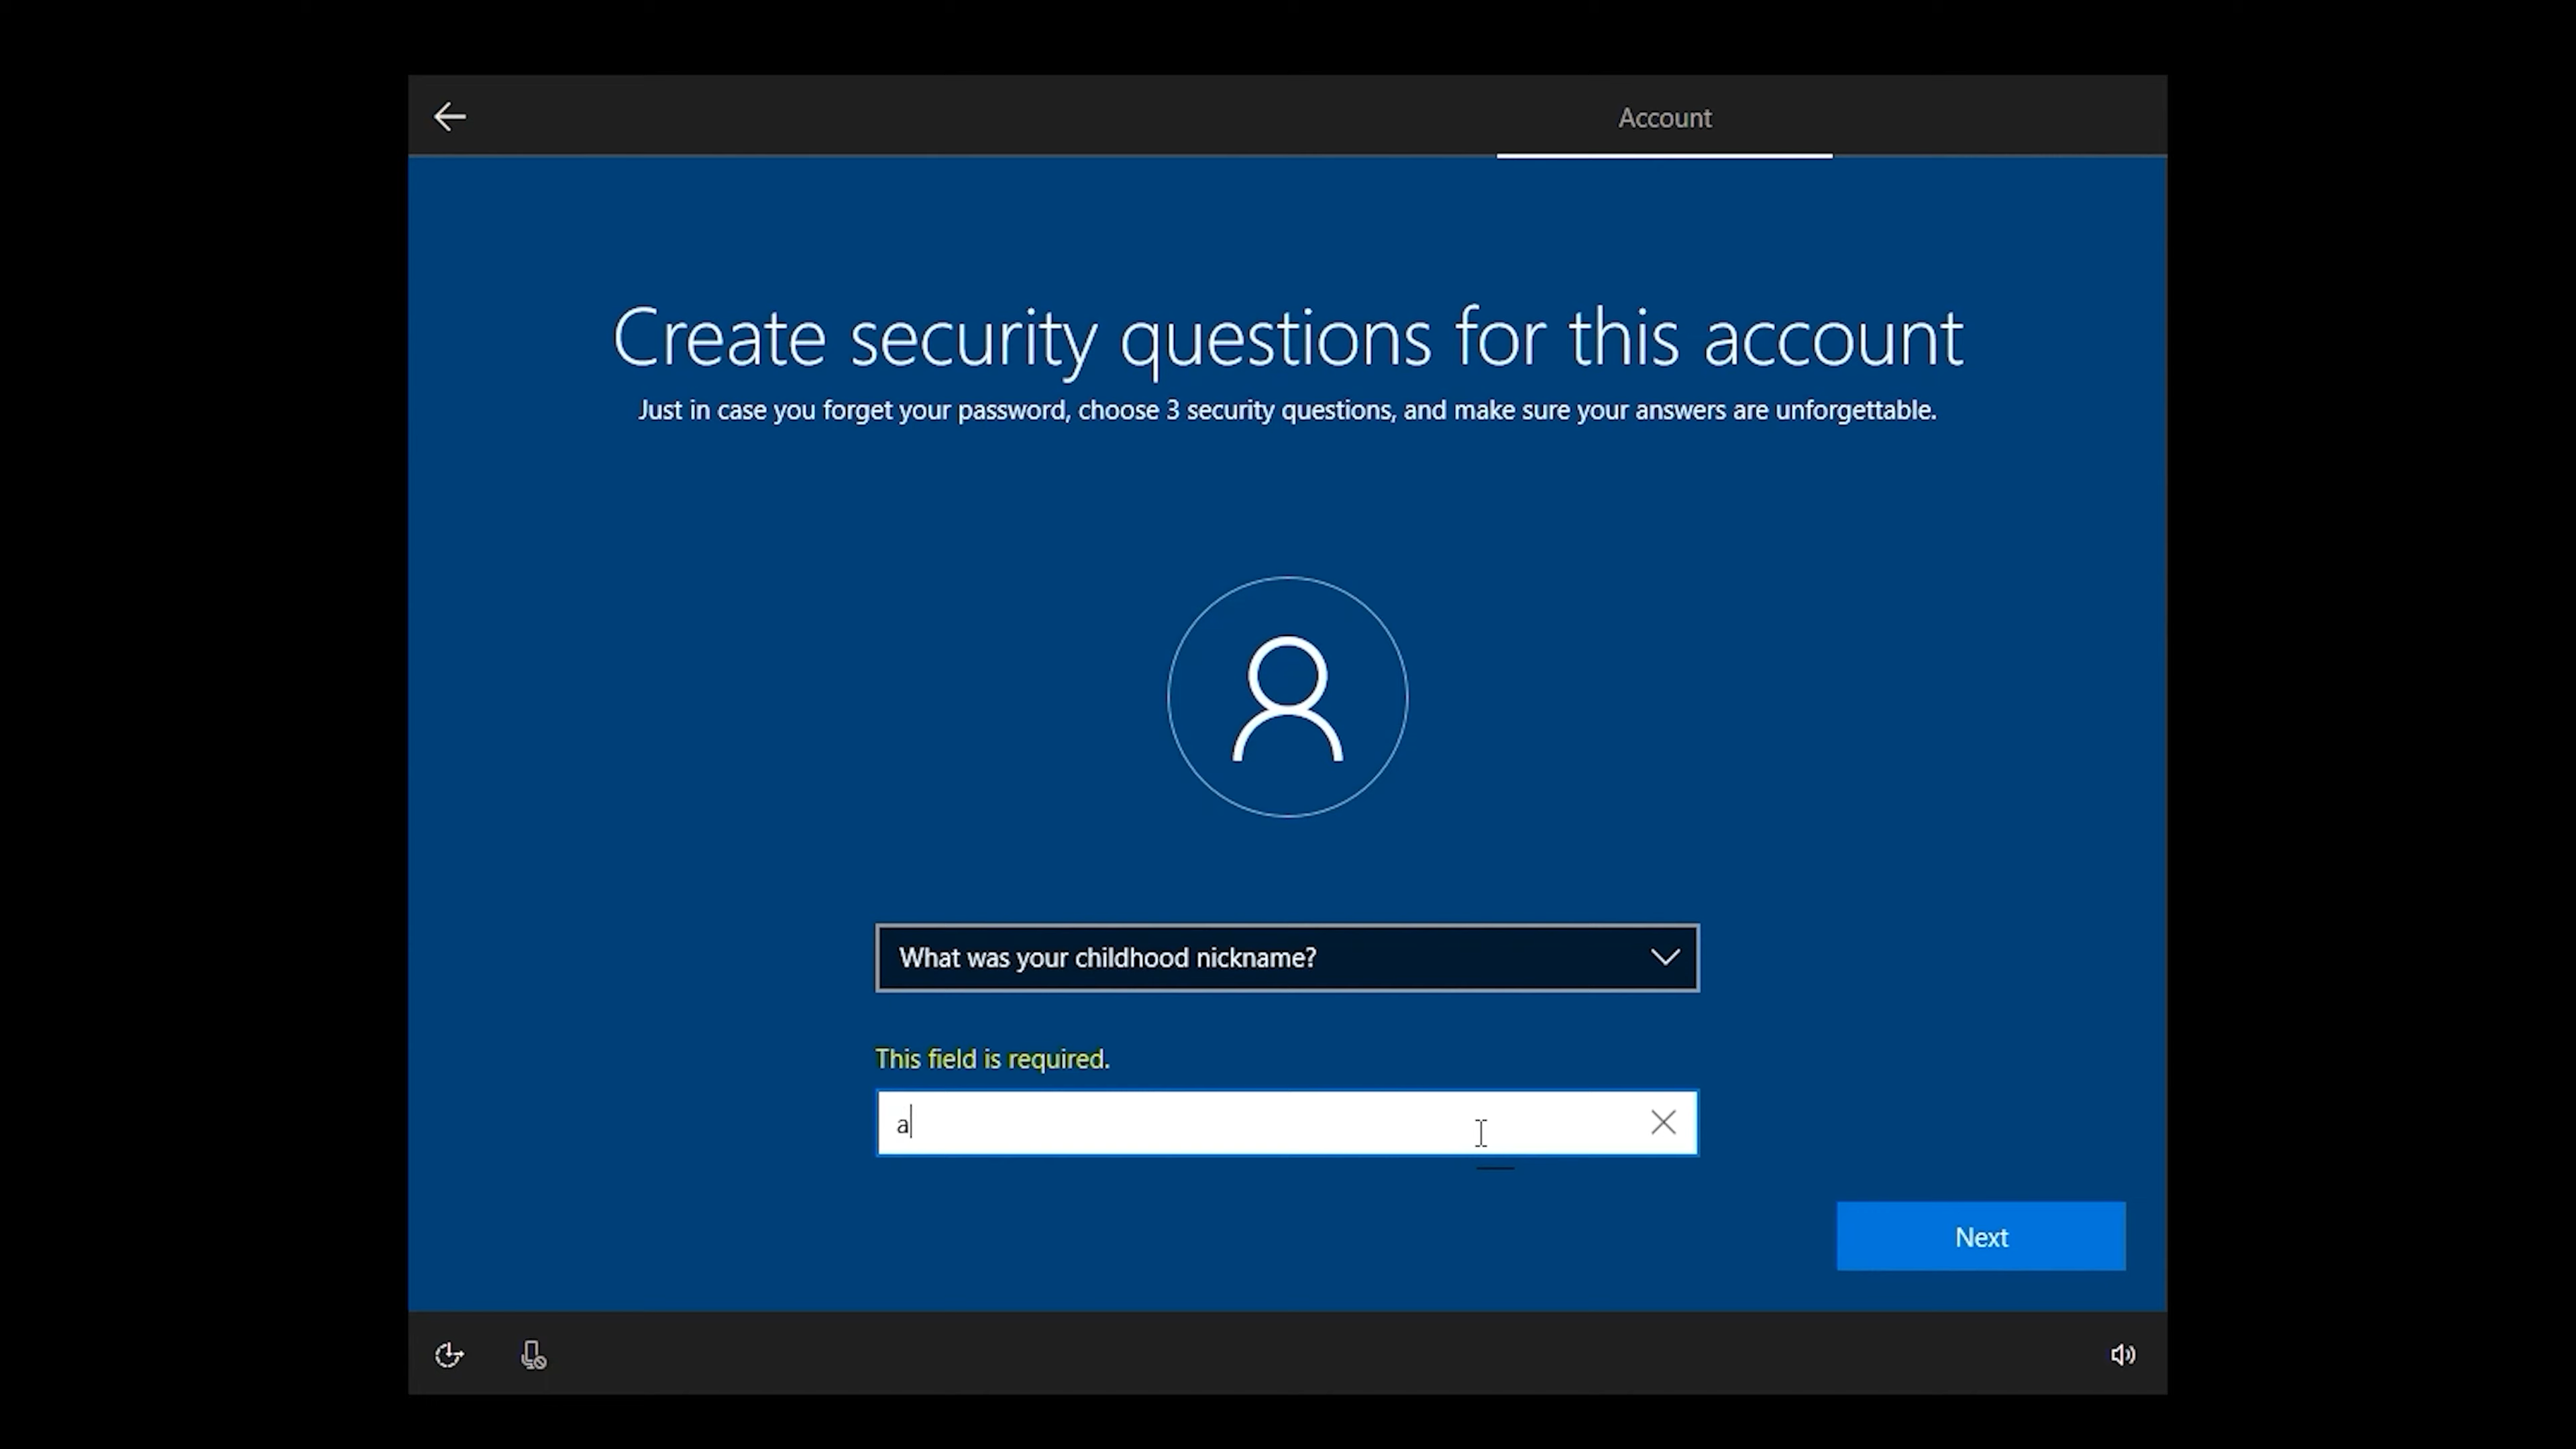 Account
Create security questions for this account
Just in case you forget your password, choose 3 security questions, and make sure your answers are unforgettable.
What was your childhood nickname?
This field is required.
a
Next